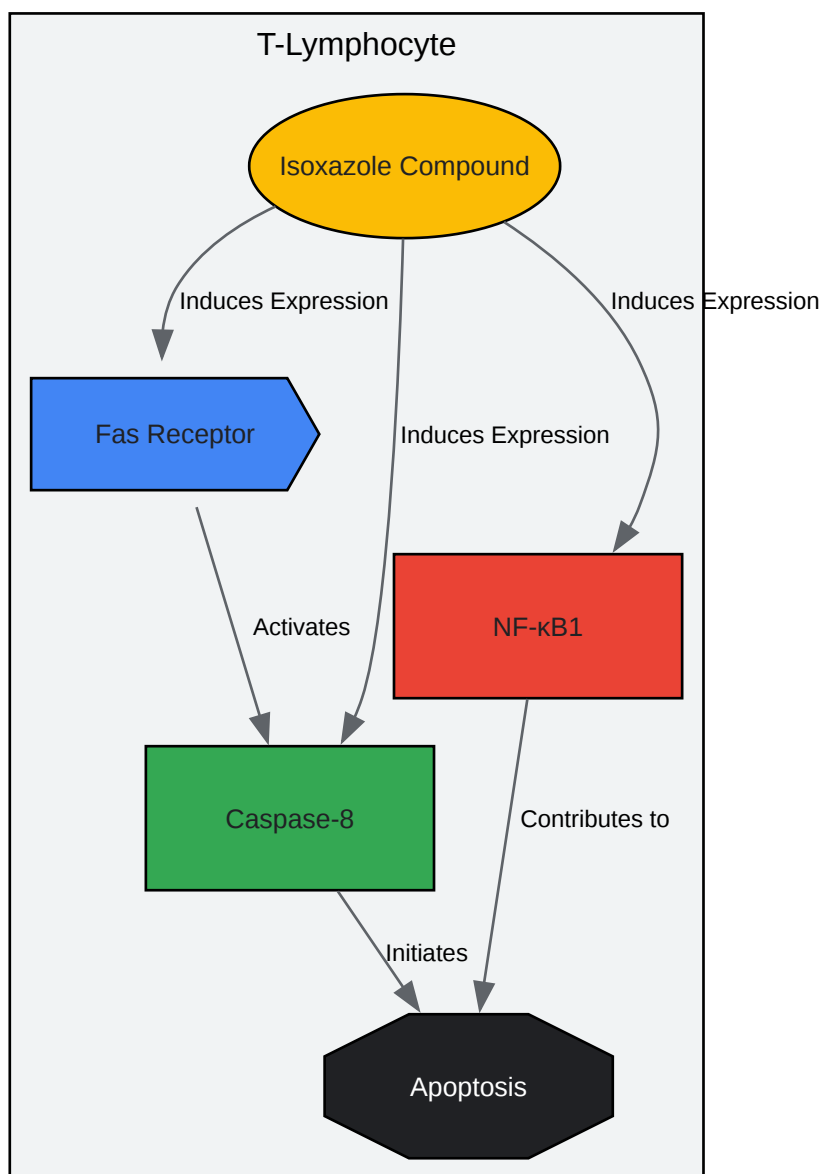 T-Lymphocyte
Isoxazole Compound
Induces Expression
Induces Expression
Fas Receptor
Induces Expression
Activates
NF-κB1
Caspase-8
Contributes to
Initiates
Apoptosis